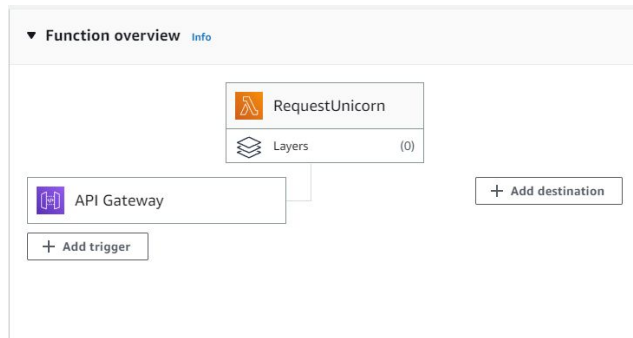 Function overview Info
RequestUnicorn
Layers (0)
API Gateway
+ Add destination
+ Add trigger